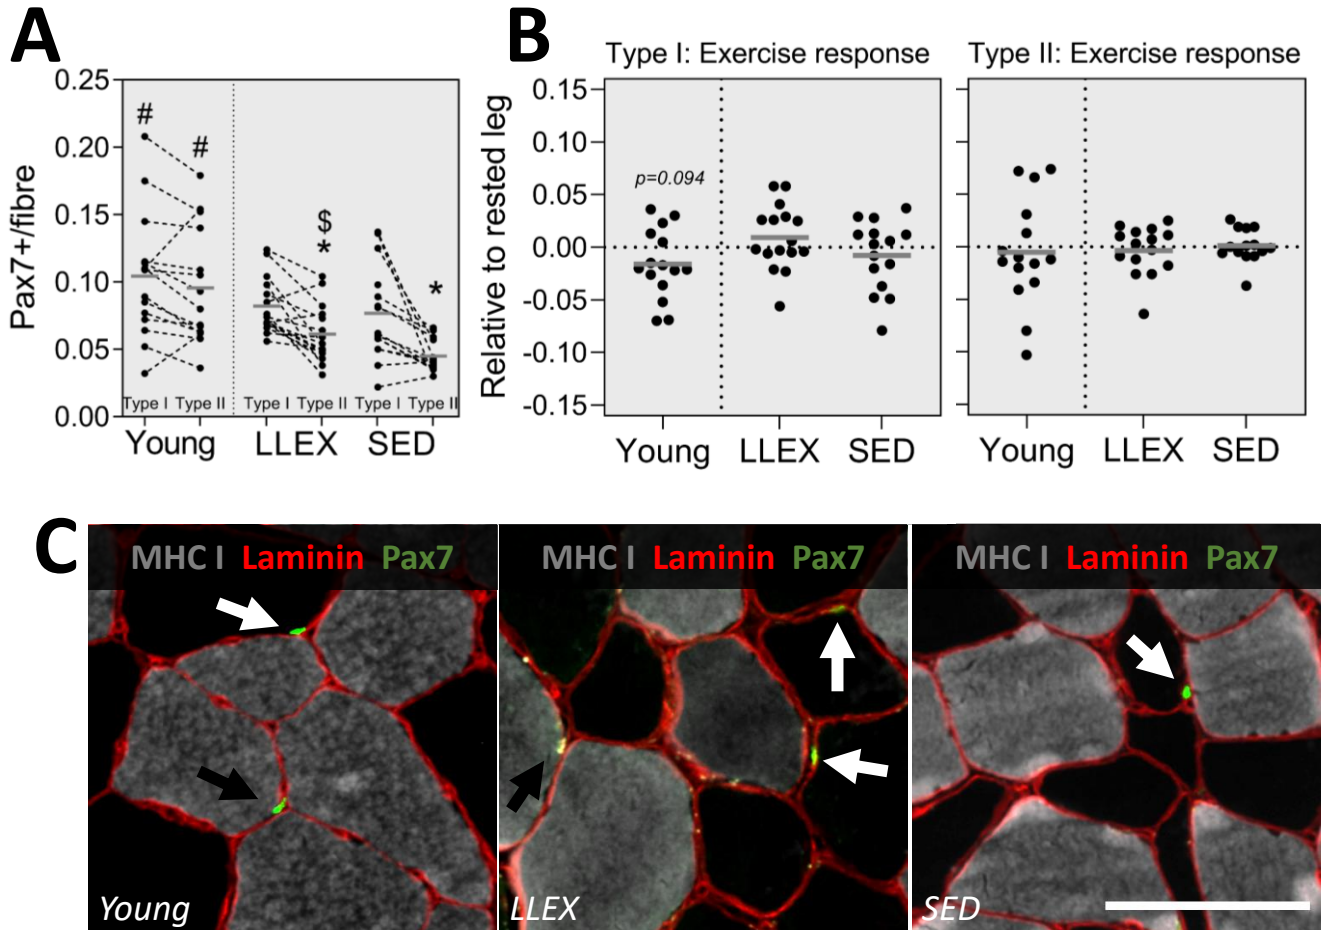 A
B
Type I: Exercise response
Type II: Exercise response
Pax7+/fibre
0.25
0.20
0.15
0.10
0.05
0.00
#
#
$
*
*
Type I
Type II
Type I
Type II
Type I
Type II
Young
LLEX
SED
Relative to rested leg
0.15
0.10
0.05
0.00
-0.05
-0.10
-0.15
p=0.094
Young
LLEX
SED
Young
LLEX
SED
C
MHC I Laminin Pax7
MHC I Laminin Pax7
MHC I Laminin Pax7
Young
LLEX
SED